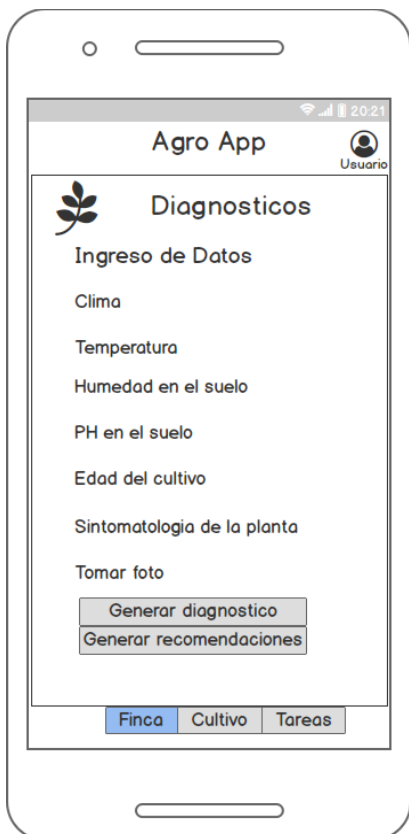 20:21
Agro App
Usuario
Diagnosticos
Ingreso de Datos
Clima
Temperatura
Humedad en el suelo
PH en el suelo
Edad del cultivo
Sintomatologia de la planta
Tomar foto
Generar diagnostico
Generar recomendaciones
Finca Cultivo Tareas